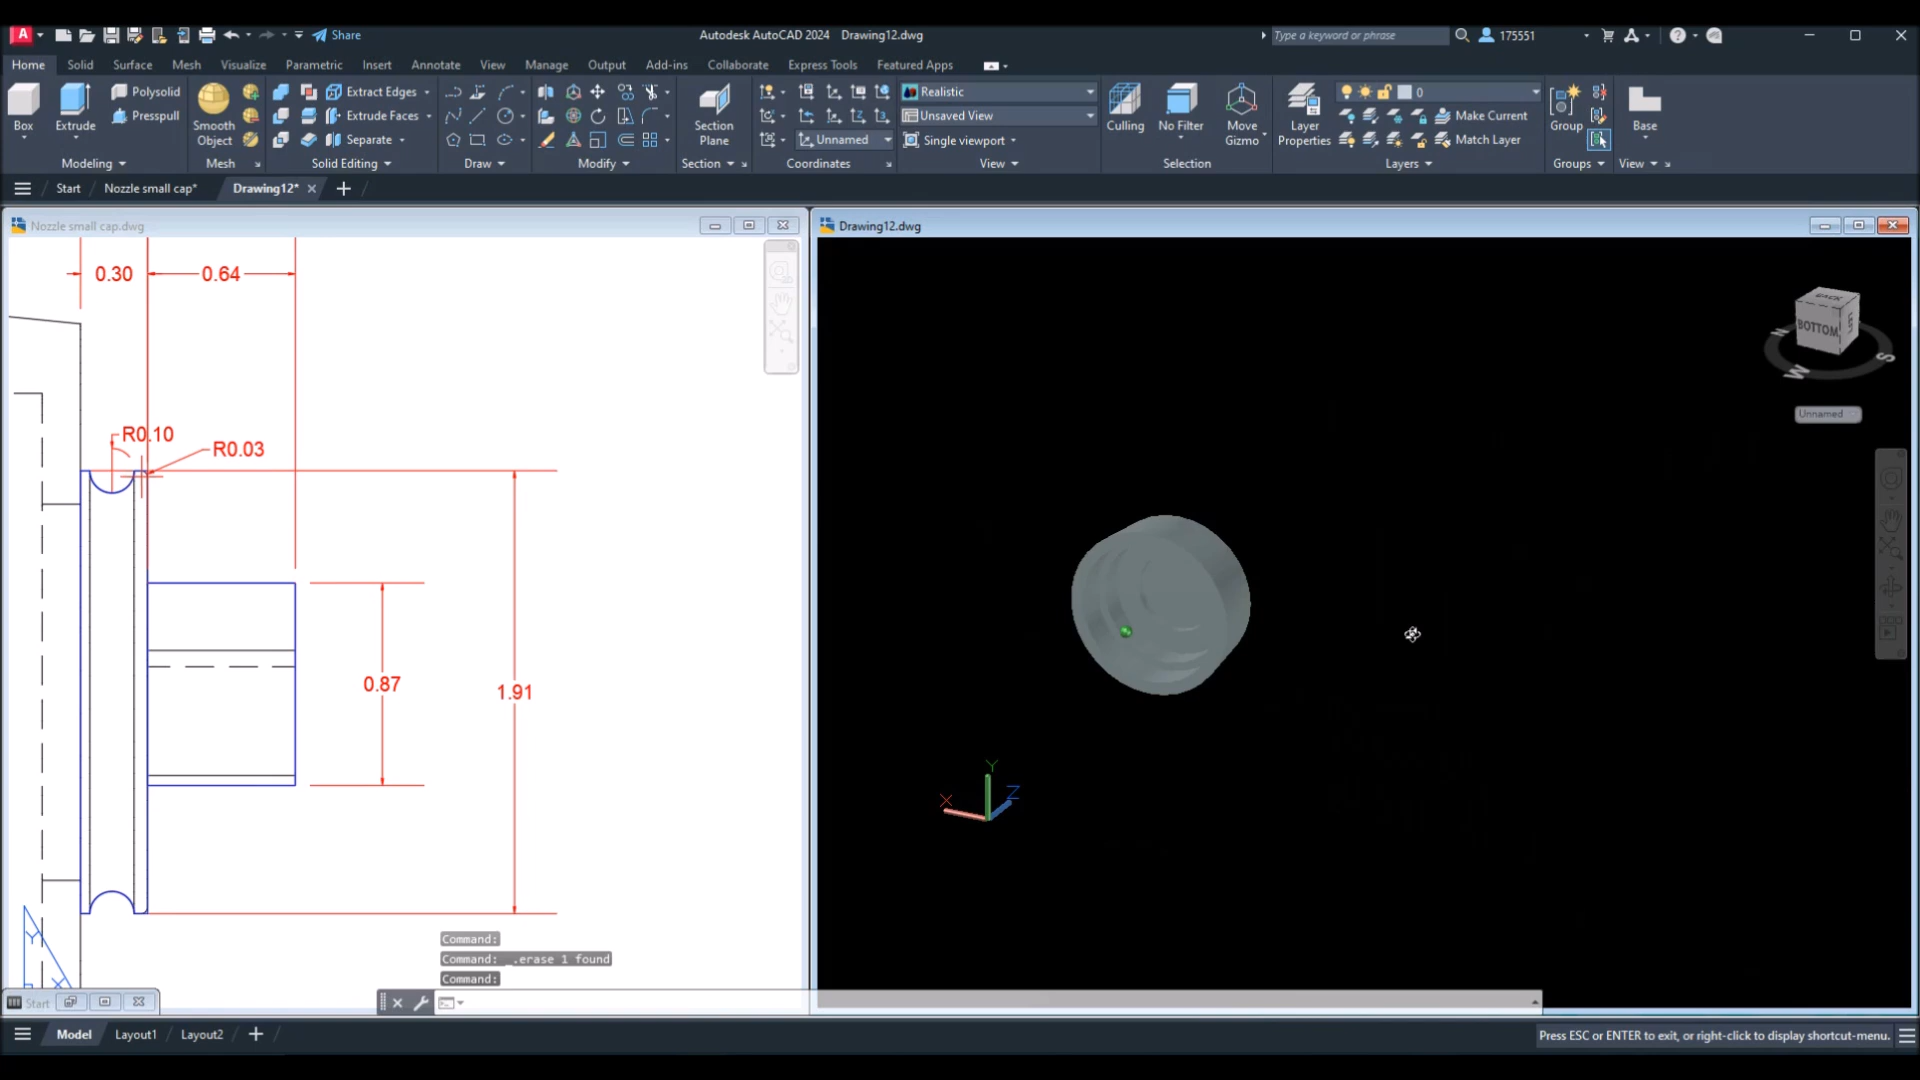 A Share Autodesk AutoCAD 2024 Drawing12.dwg Type a keyword or phrase 175551
Home Solid Surface Mesh Visualize Parametric Insert Annotate View Manage Output Add-ins Collaborate Express Tools Featured Apps
Box
Extrude
Polysolid
Presspull
Modeling
Smooth
Object
Mesh
Extract Edges
Extrude Faces
Separate
Solid Editing
Draw
Modify
Section
Plane
Section
Unnamed
Coordinates
Realistic
Unsaved View
Single viewport
View
Culling
No Filter
Move
Gizmo
Selection
Layer
Properties
0
Make Current
Match Layer
Layers
Group
Groups
Base
View
Start Nozzle small cap* Drawing12*
Nozzle small cap.dwg
0.30 0.64
R0.10
R0.03
0.87
1.91
Y
X
Command:
Command: _.erase 1 found
Command:
Start
Drawing12.dwg
BACK
BOTTOM
S
W
Unnamed
Y
X
Z
Model Layout1 Layout2
Press ESC or ENTER to exit, or right-click to display shortcut-menu.